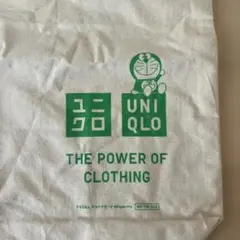 ユニ
クロ
UNI
QLO
THE POWER OF
CLOTHING